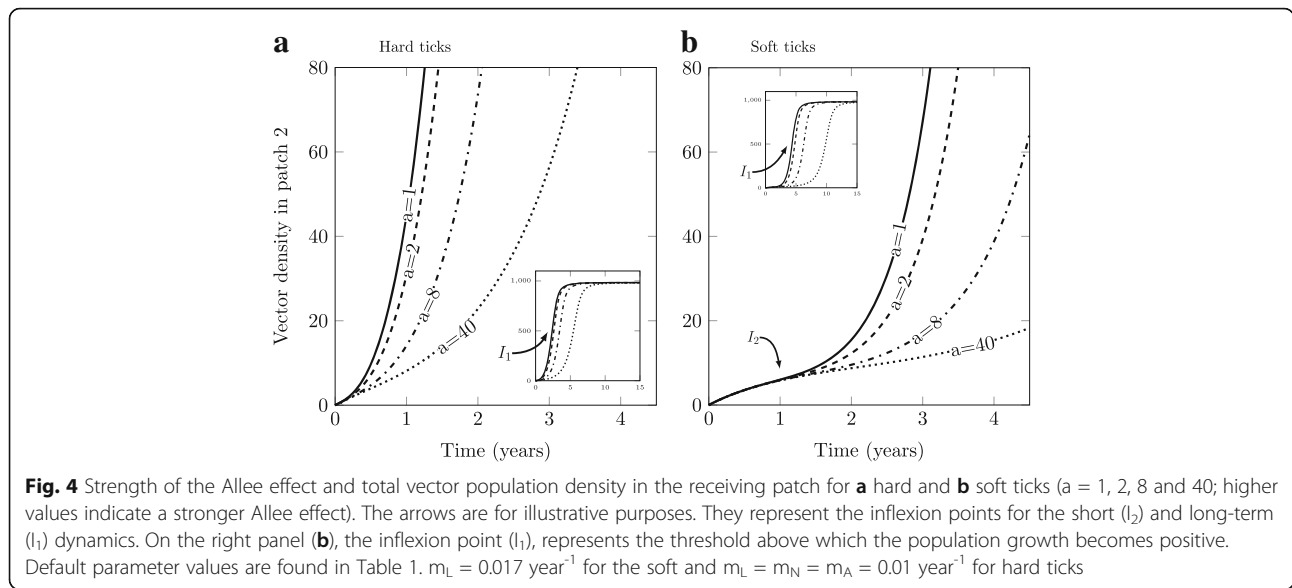 a Hard ticks
b Soft ticks
Vector density in patch 2
80
60
40
20
0
0 1 2 3 4
Time (years)
a=1
a=2
a=8
a=40
I₁
1,000
500
0
0 5 10 15
80
60
40
20
0
0 1 2 3 4
Time (years)
a=1
a=2
a=8
a=40
I₂
I₁
1,000
500
0
0 5 10 15
Fig. 4 Strength of the Allee effect and total vector population density in the receiving patch for a hard and b soft ticks (a = 1, 2, 8 and 40; higher
values indicate a stronger Allee effect). The arrows are for illustrative purposes. They represent the inflexion points for the short (I₂) and long-term
(I₁) dynamics. On the right panel (b), the inflexion point (I₁), represents the threshold above which the population growth becomes positive.
Default parameter values are found in Table 1. m_L = 0.017 year⁻¹ for the soft and m_L = m_N = m_A = 0.01 year⁻¹ for hard ticks